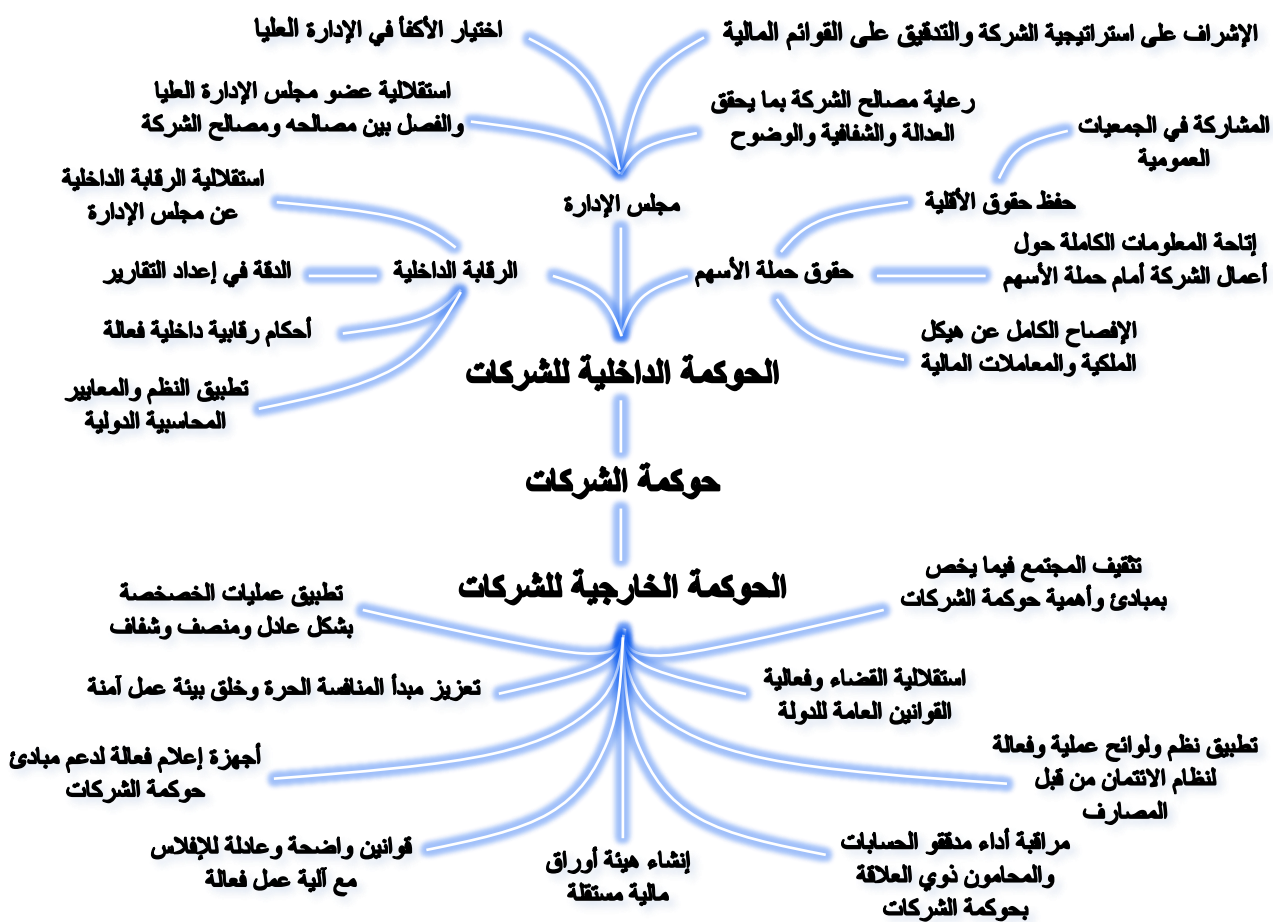 الإشراف على استراتيجية الشركة والتدقيق على القوائم المالية
اختيار الأكفأ في الإدارة العليا
رعاية مصالح الشركة بما يحقق
العدالة والشفافية والوضوح
استقلالية عضو مجلس الإدارة العليا
والفصل بين مصالحه ومصالح الشركة
المشاركة في الجمعيات
العمومية
حفظ حقوق الأقلية
مجلس الإدارة
استقلالية الرقابة الداخلية
عن مجلس الإدارة
إتاحة المعلومات الكاملة حول
أعمال الشركة أمام حملة الأسهم
حقوق حملة الأسهم
الرقابة الداخلية
الدقة في إعداد التقارير
الإفصاح الكامل عن هيكل
الملكية والمعاملات المالية
أحكام رقابية داخلية فعالة
تطبيق النظم والمعايير
المحاسبية الدولية
الحوكمة الداخلية للشركات
حوكمة الشركات
الحوكمة الخارجية للشركات
تثقيف المجتمع فيما يخص
بمبادئ وأهمية حوكمة الشركات
تطبيق عمليات الخصخصة
بشكل عادل ومنصف وشفاف
استقلالية القضاء وفعالية
القوانين العامة للدولة
تعزيز مبدأ المنافسة الحرة وخلق بيئة عمل آمنة
تطبيق نظم ولوائح عملية وفعالة
لنظام الائتمان من قبل
المصارف
أجهزة إعلام فعالة لدعم مبادئ
حوكمة الشركات
مراقبة أداء مدققو الحسابات
والمحامون ذوي العلاقة
بحوكمة الشركات
إنشاء هيئة أوراق
مالية مستقلة
قوانين واضحة وعادلة للإفلاس
مع آلية عمل فعالة